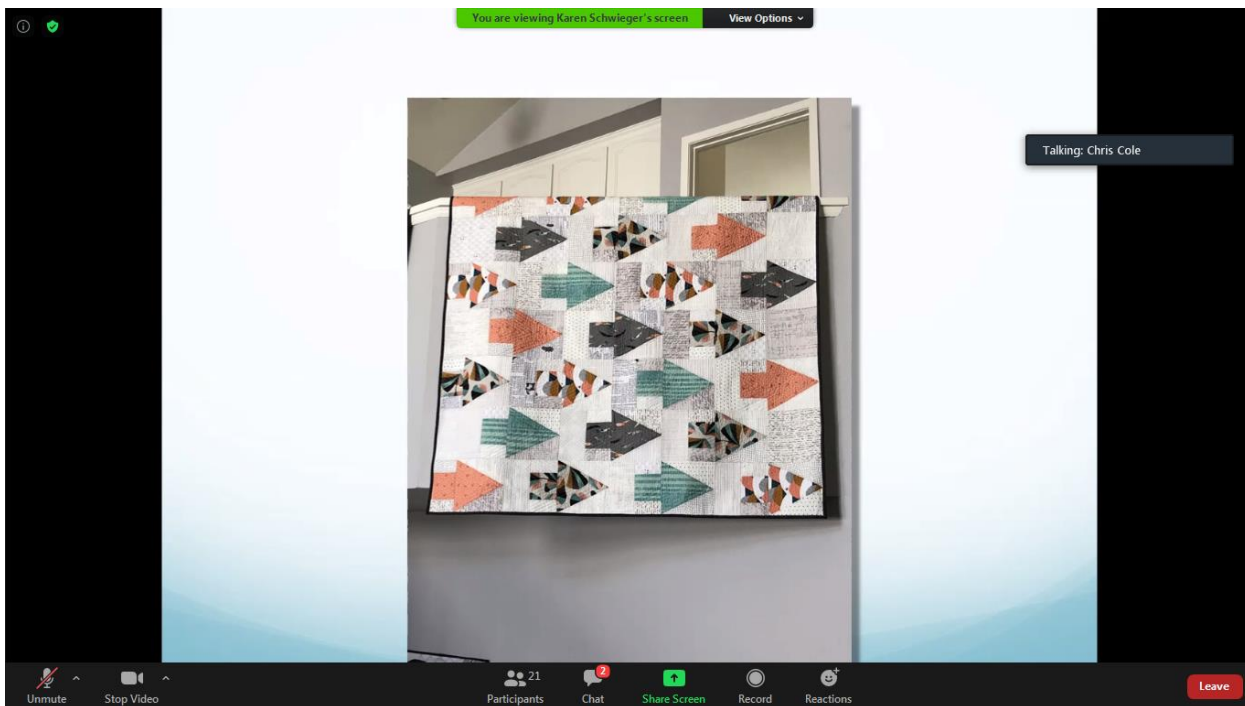 You are viewing Karen Schwieger's screen View Options
Talking: Chris Cole
Unmute Stop Video 21 Participants 2 Chat Share Screen Record Reactions Leave